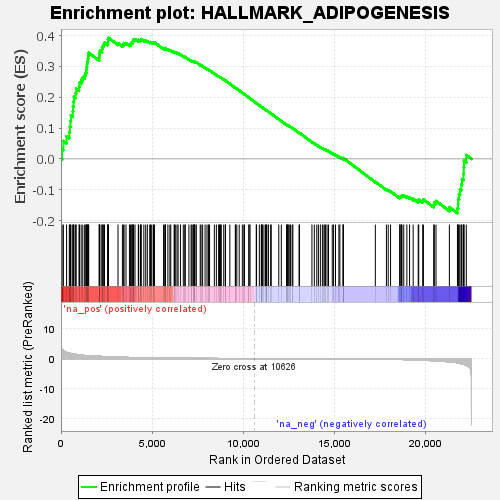 Enrichment plot: HALLMARK_ADIPOGENESIS
Enrichment score (ES)
0.4
0.3
0.2
0.1
0.0
-0.1
-0.2
'na_pos' (positively correlated)
Ranked list metric (PreRanked)
10
5
0
-5
-10
-15
-20
Zero cross at 10626
'na_neg' (negatively correlated)
0
5,000
10,000
15,000
20,000
Rank in Ordered Dataset
Enrichment profile
Hits
Ranking metric scores